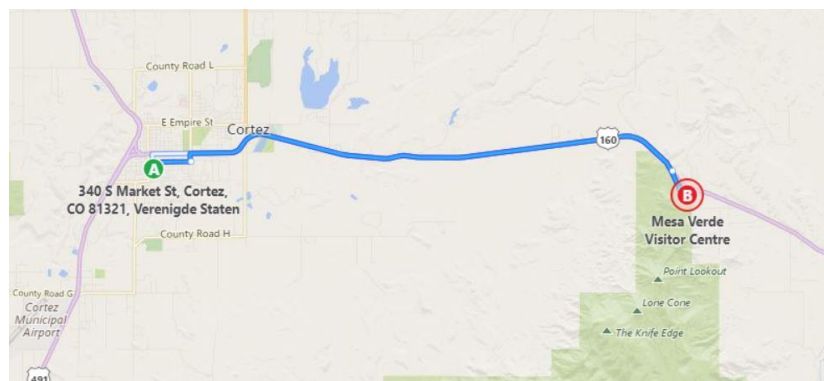 County Road L
E Empire St
Cortez
160
A
340 S Market St, Cortez,
CO 81321, Verenigde Staten
B
Mesa Verde
Visitor Centre
County Road H
Point Lookout
County Road G
Lone Cone
Cortez
Municipal
Airport
The Knife Edge
491